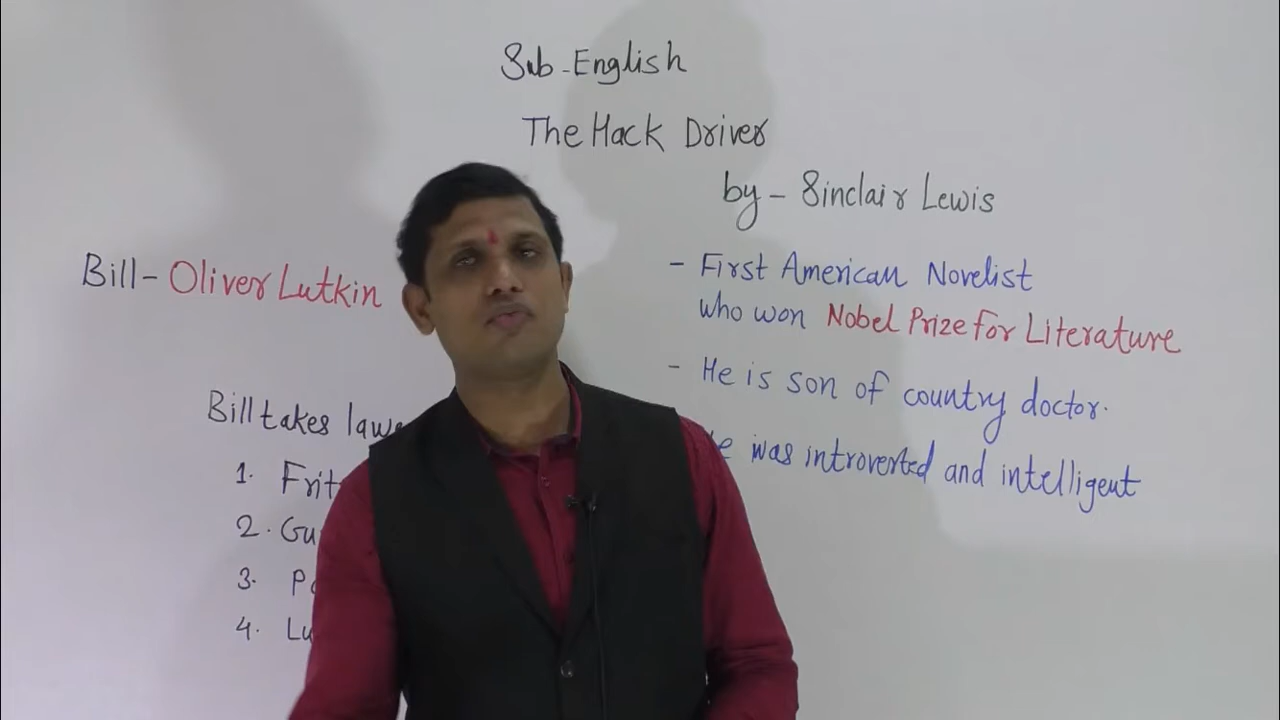 Sub - English
The Hack Driver
by - Sinclair Lewis
Bill - Oliver Lutkin
Bill takes
1.
2.
3.
4.
- First American Novelist
who won Nobel Prize for Literature
- He is son of country doctor.
was introverted and intelligent